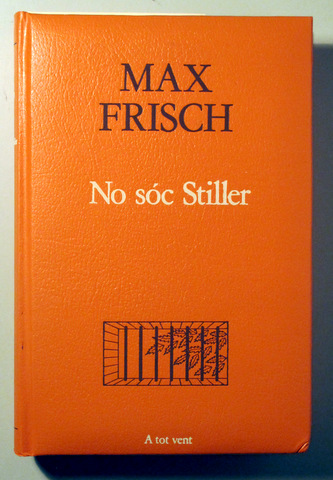 MAX
FRISCH
No sóc Stiller
A tot vent